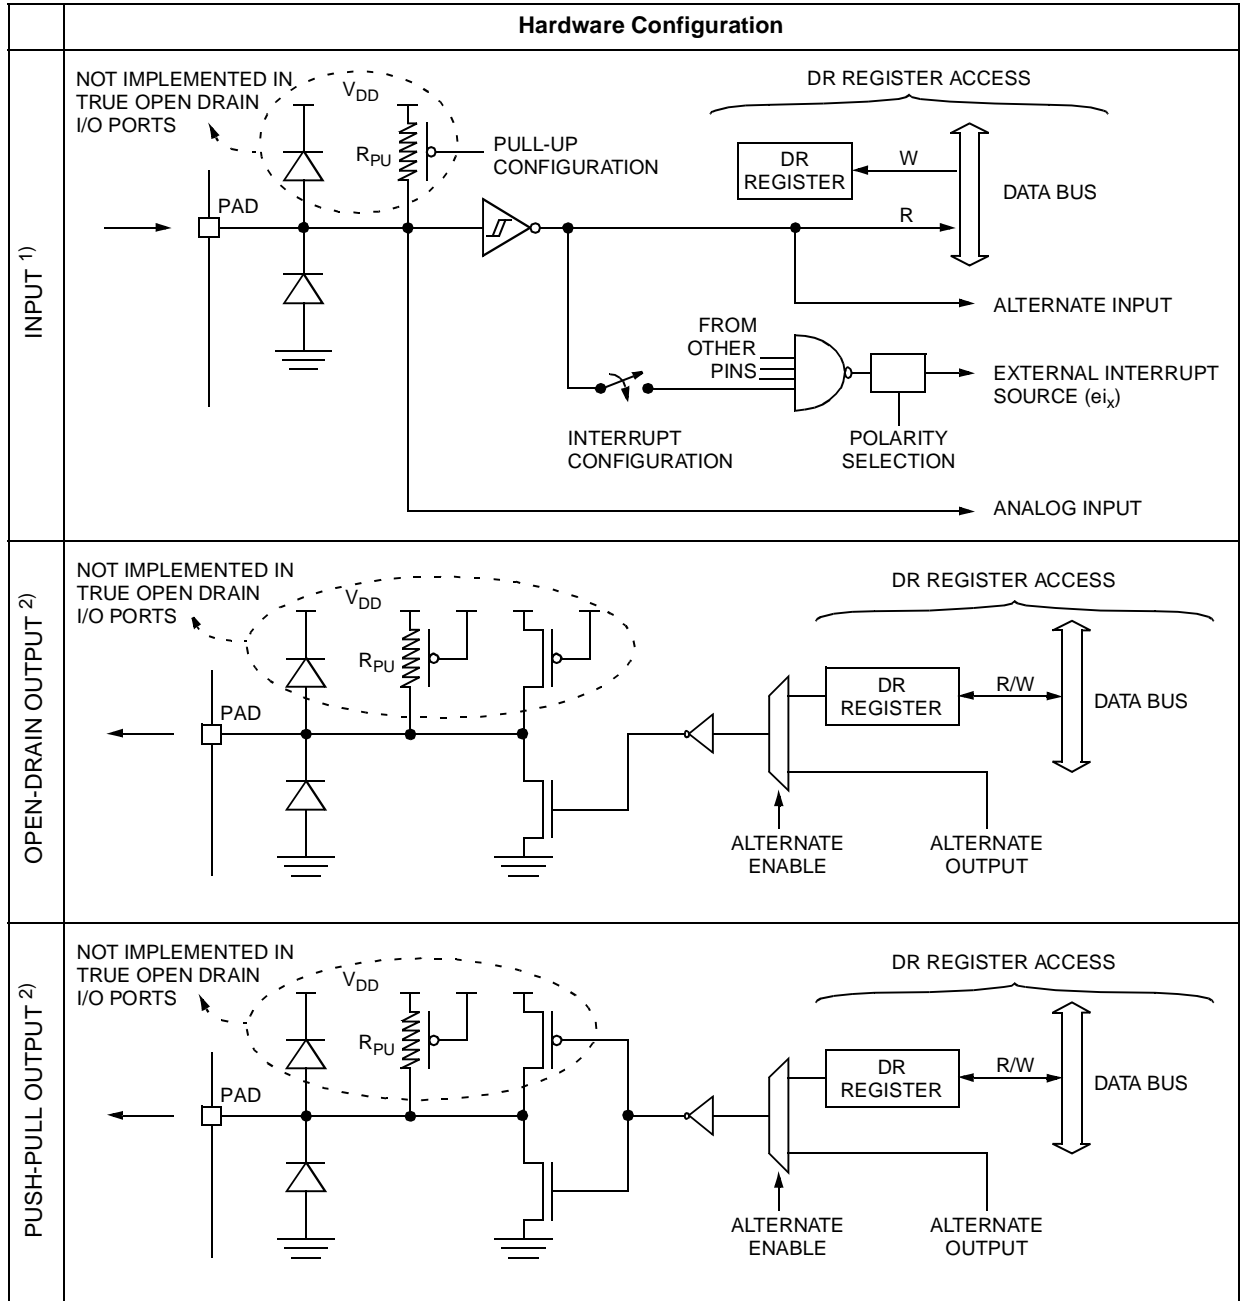 Hardware Configuration
INPUT 1)
NOT IMPLEMENTED IN
TRUE OPEN DRAIN
I/O PORTS
VDD
RPU
PULL-UP
CONFIGURATION
PAD
DR REGISTER ACCESS
DR
REGISTER
W
R
DATA BUS
ALTERNATE INPUT
FROM
OTHER
PINS
EXTERNAL INTERRUPT
SOURCE (eix)
INTERRUPT
CONFIGURATION
POLARITY
SELECTION
ANALOG INPUT
OPEN-DRAIN OUTPUT 2)
NOT IMPLEMENTED IN
TRUE OPEN DRAIN
I/O PORTS
VDD
RPU
PAD
DR REGISTER ACCESS
DR
REGISTER
R/W
DATA BUS
ALTERNATE
ENABLE
ALTERNATE
OUTPUT
PUSH-PULL OUTPUT 2)
NOT IMPLEMENTED IN
TRUE OPEN DRAIN
I/O PORTS
VDD
RPU
PAD
DR REGISTER ACCESS
DR
REGISTER
R/W
DATA BUS
ALTERNATE
ENABLE
ALTERNATE
OUTPUT